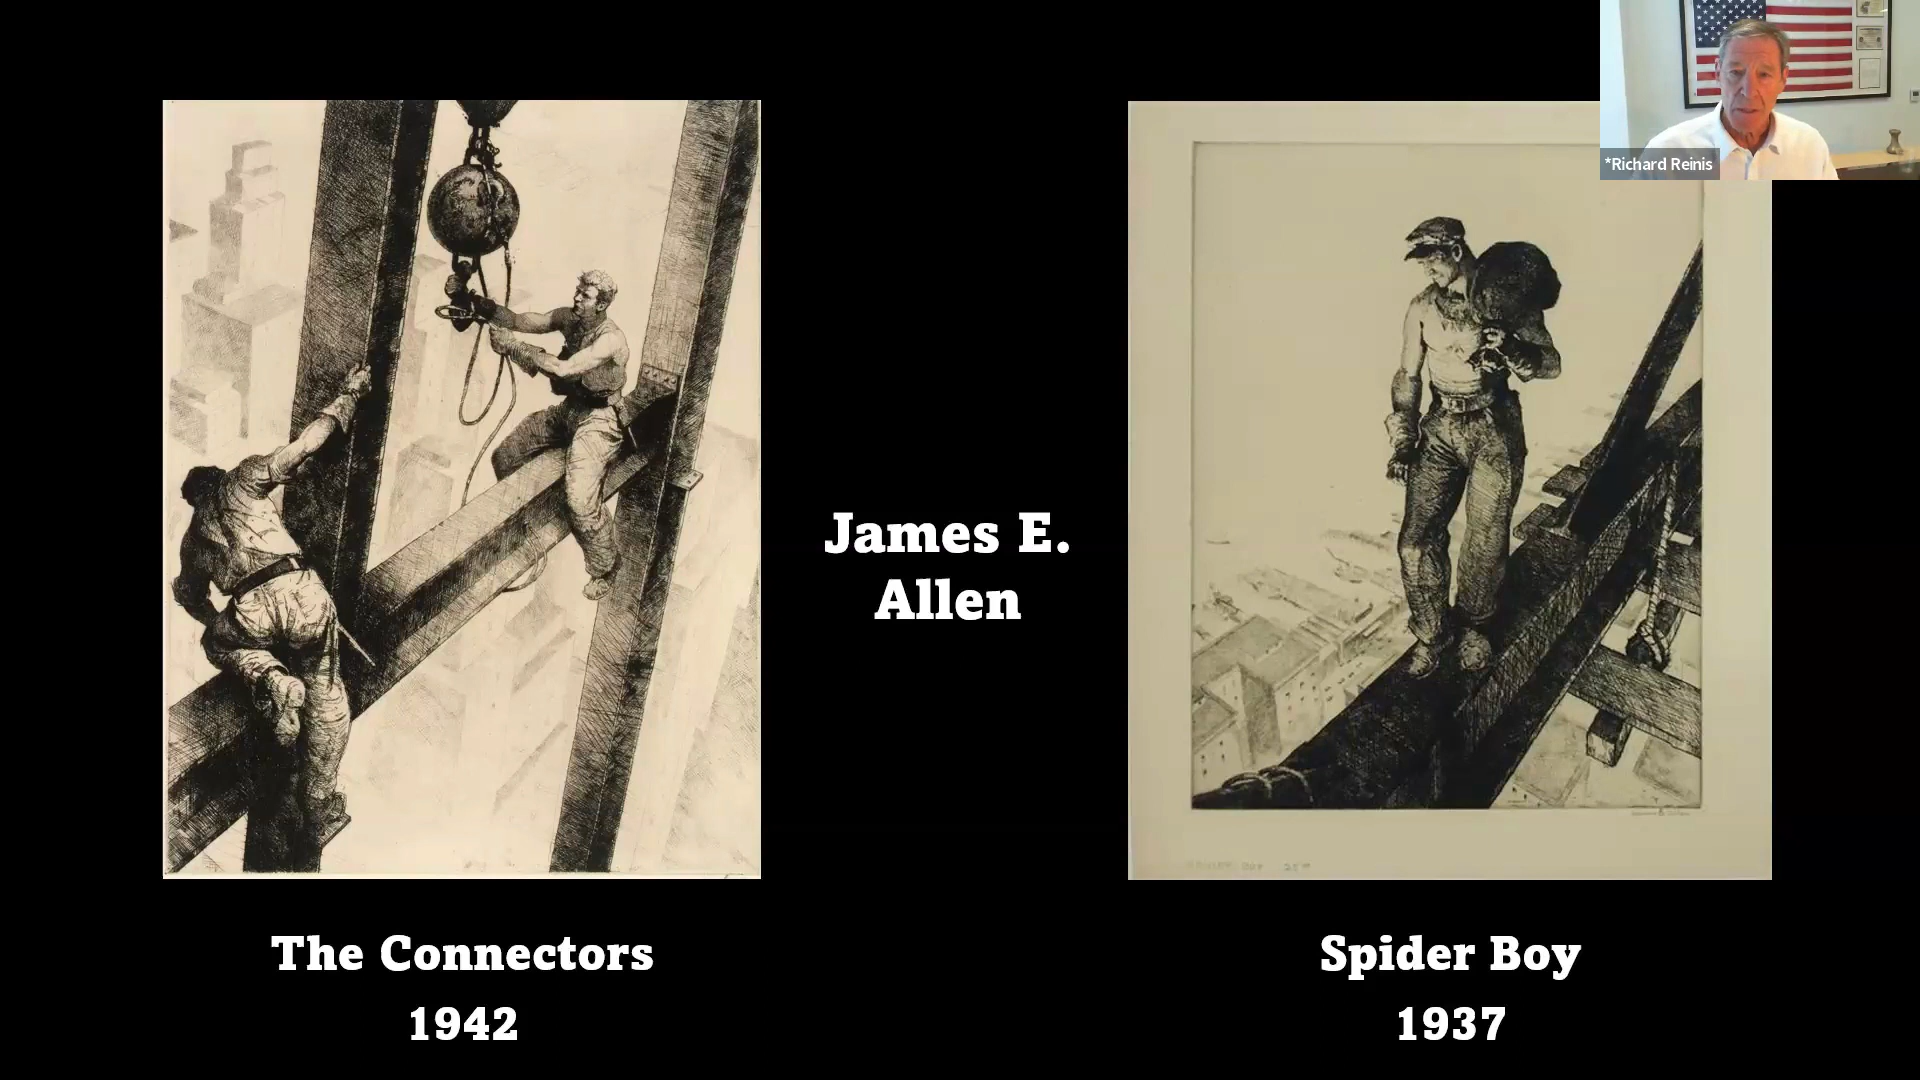 *Richard Reinis
James E.
Allen
The Connectors
1942
Spider Boy
1937